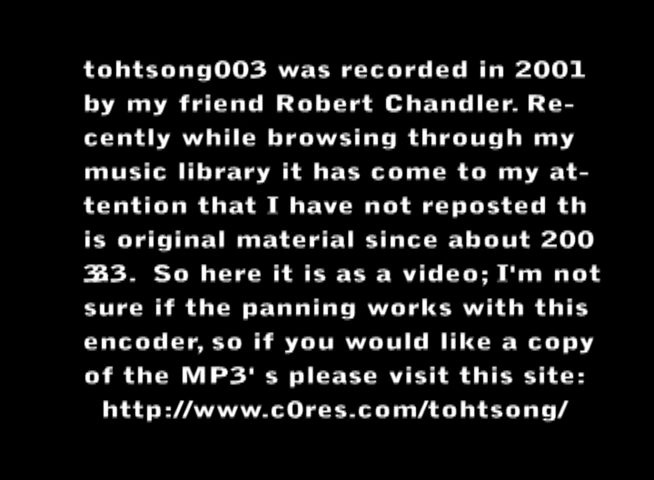 tohtsong003 was recorded in 2001
by my friend Robert Chandler. Re-
cently while browsing through my
music library it has come to my at-
tention that I have not reposted th
is original material since about 200
3. So here it is as a video; I'm not
sure if the panning works with this
encoder, so if you would like a copy
of the MP3' s please visit this site:
http://www.c0res.com/tohtsong/